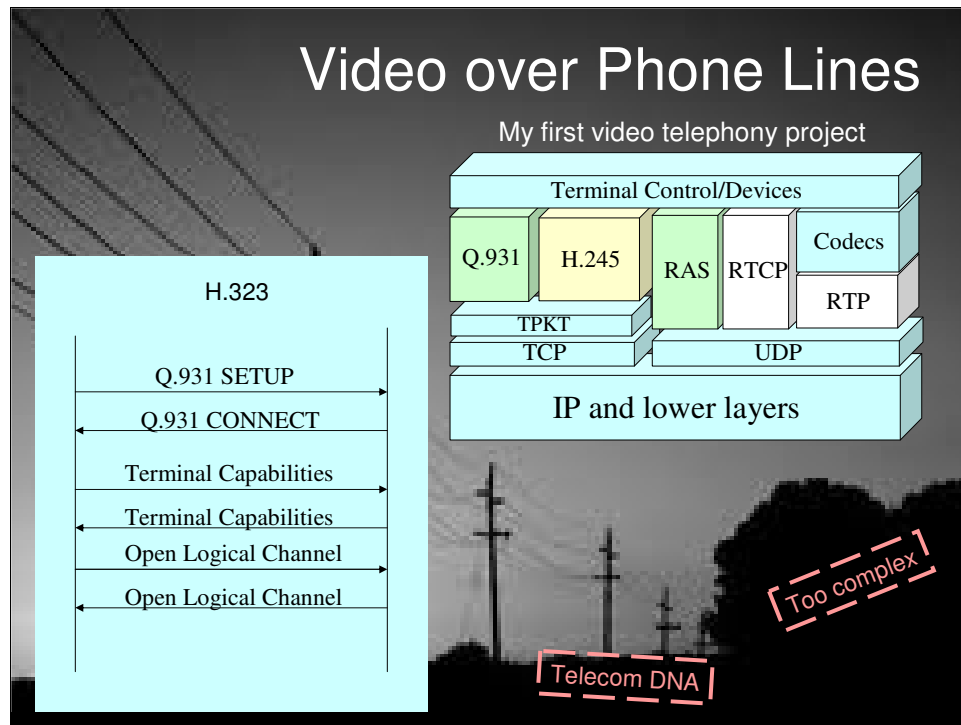 Video over Phone Lines
My first video telephony project
Terminal Control/Devices
Q.931
H.245
RAS
RTCP
Codecs
RTP
TPKT
TCP
UDP
IP and lower layers
H.323
Q.931 SETUP
Q.931 CONNECT
Terminal Capabilities
Terminal Capabilities
Open Logical Channel
Open Logical Channel
Too complex
Telecom DNA